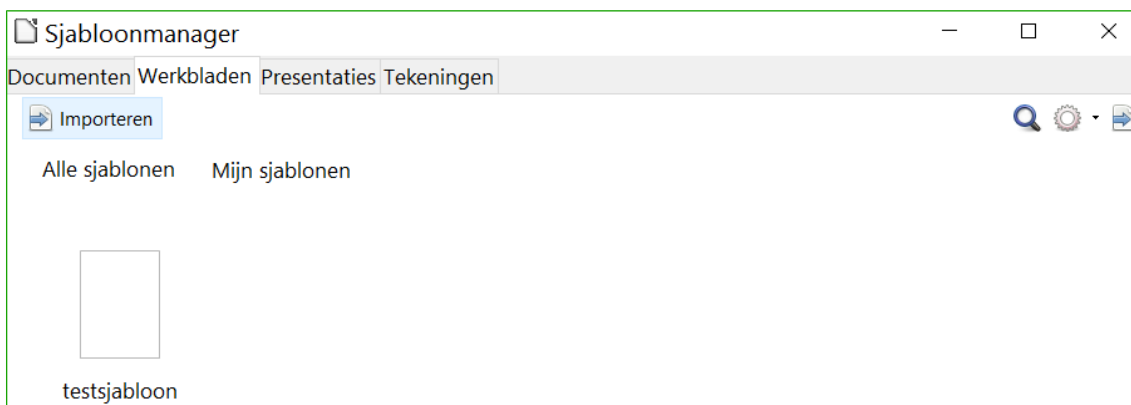 Sjabloonmanager
Documenten Werkbladen Presentaties Tekeningen
Importeren
Alle sjablonen Mijn sjablonen
testsjabloon